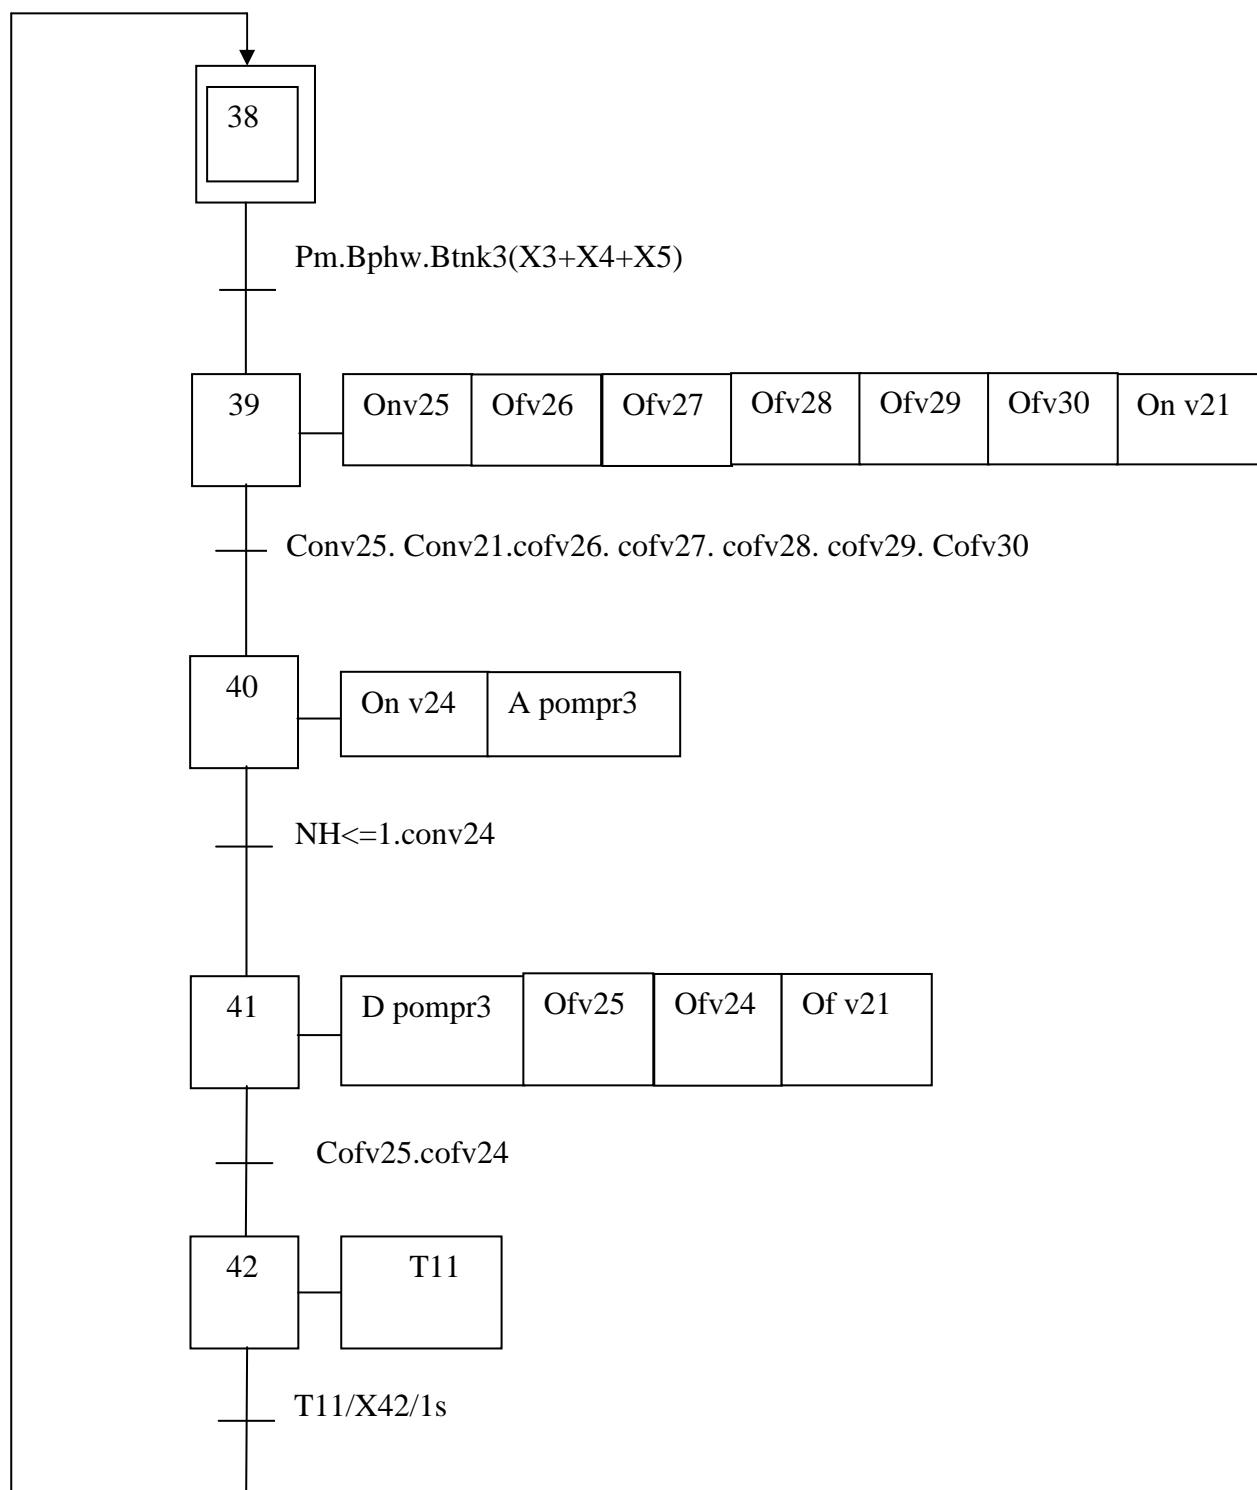 38
Pm.Bphw.Btnk3(X3+X4+X5)
39 Onv25 Ofv26 Ofv27 Ofv28 Ofv29 Ofv30 On v21
Conv25. Conv21.cofv26. cofv27. cofv28. cofv29. Cofv30
40 On v24 A pompr3
NH<=1.conv24
41 D pompr3 Ofv25 Ofv24 Of v21
Cofv25.cofv24
42 T11
T11/X42/1s